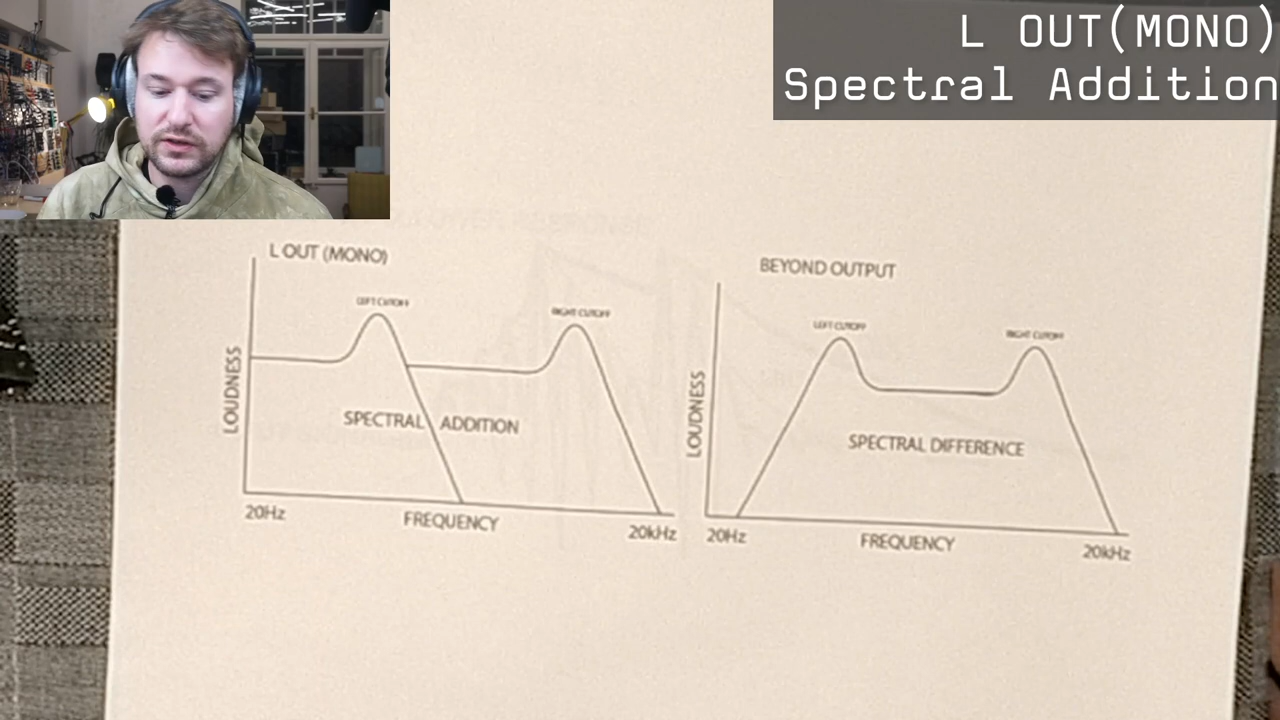 L OUT(MONO)
Spectral Addition
L OUT (MONO)
LEFT CUTOFF
RIGHT CUTOFF
LOUDNESS
SPECTRAL ADDITION
20Hz
FREQUENCY
20kHz
BEYOND OUTPUT
LEFT CUTOFF
RIGHT CUTOFF
LOUDNESS
SPECTRAL DIFFERENCE
20Hz
FREQUENCY
20kHz